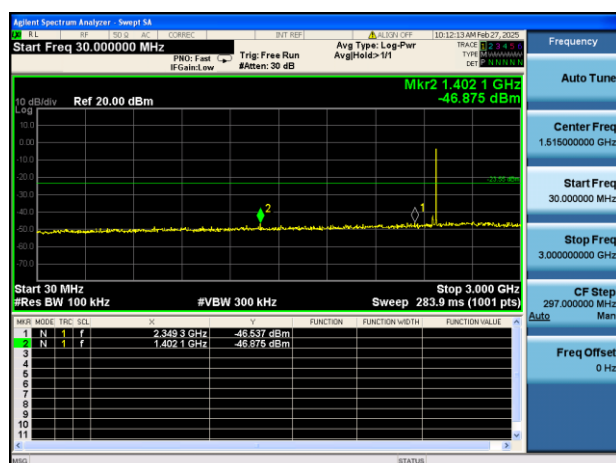 Agilent Spectrum Analyzer - Swept SA
RL RF 50 Ω AC CORREC INT REF ALIGN OFF 10:12:13 AM Feb 27, 2025
Start Freq 30.000000 MHz
PNO: Fast
IFGain:Low
Trig: Free Run
#Atten: 30 dB
Avg Type: Log-Pwr
Avg|Hold:>1/1
TRACE 1 2 3 4 5 6
TYPE M
DET P N N N N N
Mkr2 1.402 1 GHz
-46.875 dBm
10 dB/div Ref 20.00 dBm
Log
10.0
0.00
-10.0
-20.0
-30.0
-40.0
-50.0
-60.0
-70.0
2
1
Start 30 MHz
Stop 3.000 GHz
#Res BW 100 kHz
#VBW 300 kHz
Sweep 283.9 ms (1001 pts)
MKR MODE TRC SCL X Y FUNCTION FUNCTION WIDTH FUNCTION VALUE
1 N 1 f 2.349 3 GHz -46.537 dBm
2 N 1 f 1.402 1 GHz -46.875 dBm
3
4
5
6
7
8
9
10
11
MSG
STATUS
Frequency
Auto Tune
Center Freq
1.515000000 GHz
Start Freq
30.000000 MHz
Stop Freq
3.000000000 GHz
CF Step
297.000000 MHz
Auto Man
Freq Offset
0 Hz